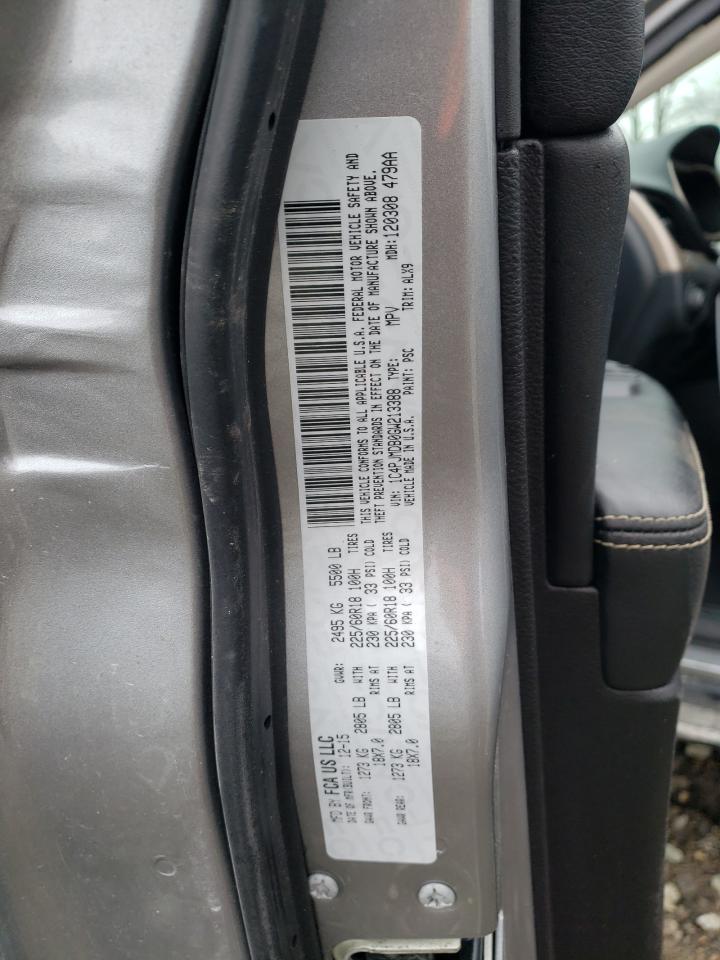 MFD BY FCA US LLC
DATE OF MFR(BUILT): 12-15 GVWR: 2495 KG 5500 LB
GAWR FRONT: 1273 KG 2805 LB WITH 225/60R18 100H TIRES
18X7.0 RIMS AT 230 KPA ( 33 PSI) COLD
GAWR REAR: 1273 KG 2805 LB WITH 225/60R18 100H TIRES
18X7.0 RIMS AT 230 KPA ( 33 PSI) COLD
THIS VEHICLE CONFORMS TO ALL APPLICABLE U.S.A. FEDERAL MOTOR VEHICLE SAFETY AND
THEFT PREVENTION STANDARDS IN EFFECT ON THE DATE OF MANUFACTURE SHOWN ABOVE.
VIN: 1C4PJMDB0GW213388 TYPE: MPV MDH: 120308 479AA
VEHICLE MADE IN U.S.A. PAINT: PSC TRIM: ALX9